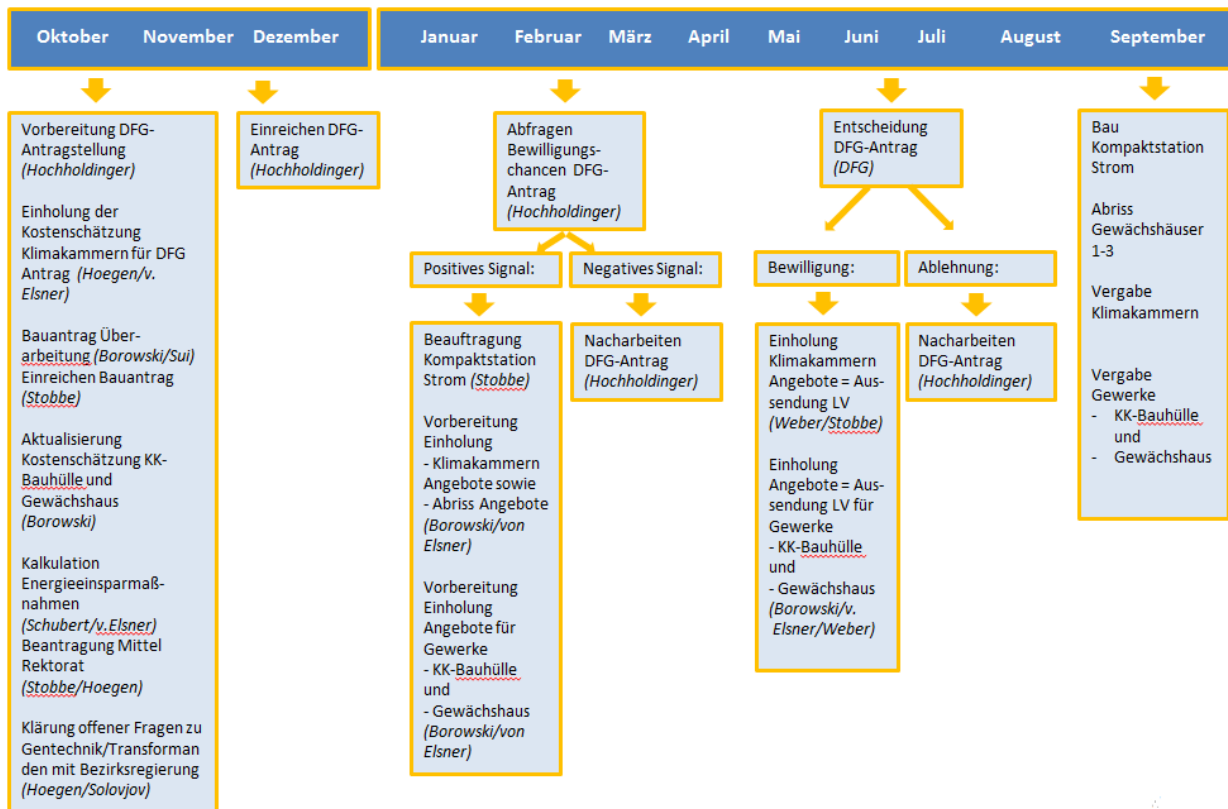 Oktober November Dezember Januar Februar März April Mai Juni Juli August September
Vorbereitung DFG-
Antragstellung
(Hochholdinger)
Einholung der
Kostenschätzung
Klimakammern für DFG
Antrag (Hoegen/v.
Elsner)
Bauantrag Über-
arbeitung (Borowski/Sui)
Einreichen Bauantrag
(Stobbe)
Aktualisierung
Kostenschätzung KK-
Bauhülle und
Gewächshaus
(Borowski)
Kalkulation
Energieeinsparmaß-
nahmen
(Schubert/v.Elsner)
Beantragung Mittel
Rektorat
(Stobbe/Hoegen)
Klärung offener Fragen zu
Gentechnik/Transforman
den mit Bezirksregierung
(Hoegen/Solovjov)
Einreichen DFG-
Antrag
(Hochholdinger)
Abfragen
Bewilligungs-
chancen DFG-
Antrag
(Hochholdinger)
Positives Signal:
Beauftragung
Kompaktstation
Strom (Stobbe)
Vorbereitung
Einholung
- Klimakammern
Angebote sowie
- Abriss Angebote
(Borowski/von
Elsner)
Vorbereitung
Einholung
Angebote für
Gewerke
- KK-Bauhülle
und
- Gewächshaus
(Borowski/von
Elsner)
Negatives Signal:
Nacharbeiten
DFG-Antrag
(Hochholdinger)
Entscheidung
DFG-Antrag
(DFG)
Bewilligung:
Einholung
Klimakammern
Angebote = Aus-
sendung LV
(Weber/Stobbe)
Einholung
Angebote = Aus-
sendung LV für
Gewerke
- KK-Bauhülle
und
- Gewächshaus
(Borowski/v.
Elsner/Weber)
Ablehnung:
Nacharbeiten
DFG-Antrag
(Hochholdinger)
Bau
Kompaktstation
Strom
Abriss
Gewächshäuser
1-3
Vergabe
Klimakammern
Vergabe
Gewerke
- KK-Bauhülle
und
- Gewächshaus